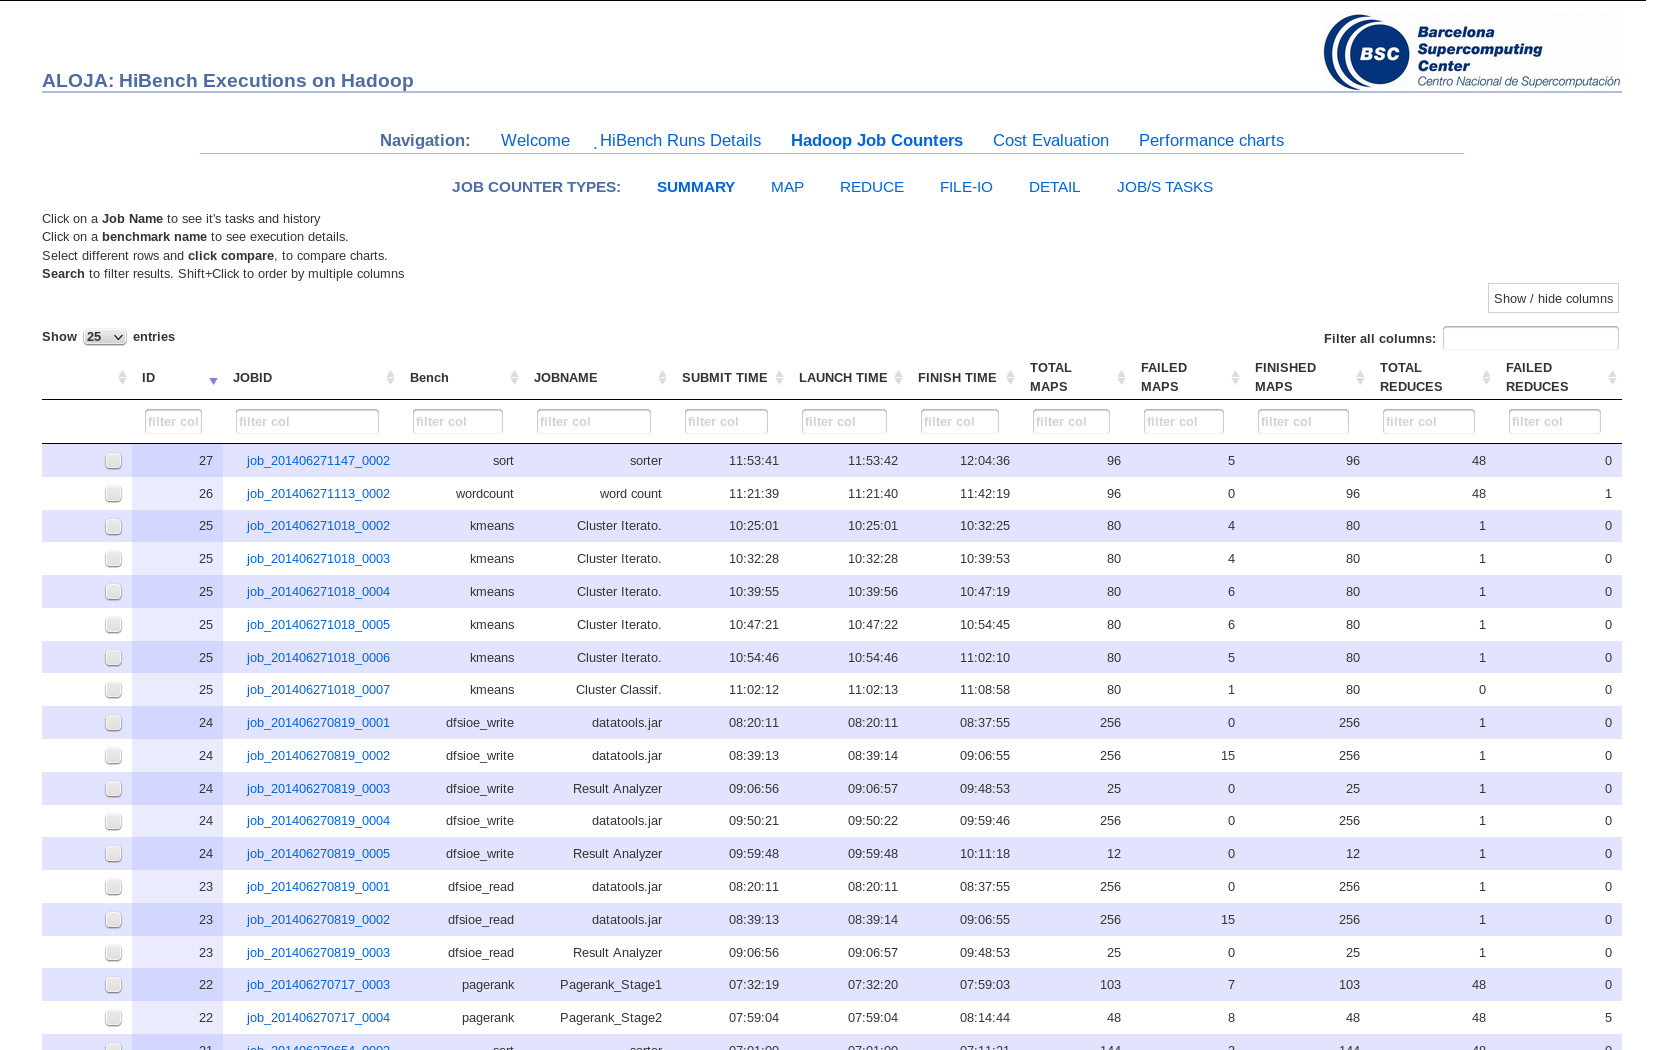 BSC
Barcelona
Supercomputing
Center
Centro Nacional de Supercomputación
ALOJA: HiBench Executions on Hadoop
Navigation: Welcome HiBench Runs Details Hadoop Job Counters Cost Evaluation Performance charts
JOB COUNTER TYPES: SUMMARY MAP REDUCE FILE-IO DETAIL JOB/S TASKS
Click on a Job Name to see it's tasks and history
Click on a benchmark name to see execution details.
Select different rows and click compare, to compare charts.
Search to filter results. Shift+Click to order by multiple columns
Show / hide columns
Show 25 entries Filter all columns:
ID JOBID Bench JOBNAME SUBMIT TIME LAUNCH TIME FINISH TIME TOTAL MAPS FAILED MAPS FINISHED MAPS TOTAL REDUCES FAILED REDUCES
filter col filter col filter col filter col filter col filter col filter col filter col filter col filter col filter col filter col
27 job_201406271147_0002 sort sorter 11:53:41 11:53:42 12:04:36 96 5 96 48 0
26 job_201406271113_0002 wordcount word count 11:21:39 11:21:40 11:42:19 96 0 96 48 1
25 job_201406271018_0002 kmeans Cluster Iterato. 10:25:01 10:25:01 10:32:25 80 4 80 1 0
25 job_201406271018_0003 kmeans Cluster Iterato. 10:32:28 10:32:28 10:39:53 80 4 80 1 0
25 job_201406271018_0004 kmeans Cluster Iterato. 10:39:55 10:39:56 10:47:19 80 6 80 1 0
25 job_201406271018_0005 kmeans Cluster Iterato. 10:47:21 10:47:22 10:54:45 80 6 80 1 0
25 job_201406271018_0006 kmeans Cluster Iterato. 10:54:46 10:54:46 11:02:10 80 5 80 1 0
25 job_201406271018_0007 kmeans Cluster Classif. 11:02:12 11:02:13 11:08:58 80 1 80 0 0
24 job_201406270819_0001 dfsioe_write datatools.jar 08:20:11 08:20:11 08:37:55 256 0 256 1 0
24 job_201406270819_0002 dfsioe_write datatools.jar 08:39:13 08:39:14 09:06:55 256 15 256 1 0
24 job_201406270819_0003 dfsioe_write Result Analyzer 09:06:56 09:06:57 09:48:53 25 0 25 1 0
24 job_201406270819_0004 dfsioe_write datatools.jar 09:50:21 09:50:22 09:59:46 256 0 256 1 0
24 job_201406270819_0005 dfsioe_write Result Analyzer 09:59:48 09:59:48 10:11:18 12 0 12 1 0
23 job_201406270819_0001 dfsioe_read datatools.jar 08:20:11 08:20:11 08:37:55 256 0 256 1 0
23 job_201406270819_0002 dfsioe_read datatools.jar 08:39:13 08:39:14 09:06:55 256 15 256 1 0
23 job_201406270819_0003 dfsioe_read Result Analyzer 09:06:56 09:06:57 09:48:53 25 0 25 1 0
22 job_201406270717_0003 pagerank Pagerank_Stage1 07:32:19 07:32:20 07:59:03 103 7 103 48 0
22 job_201406270717_0004 pagerank Pagerank_Stage2 07:59:04 07:59:04 08:14:44 48 8 48 48 5